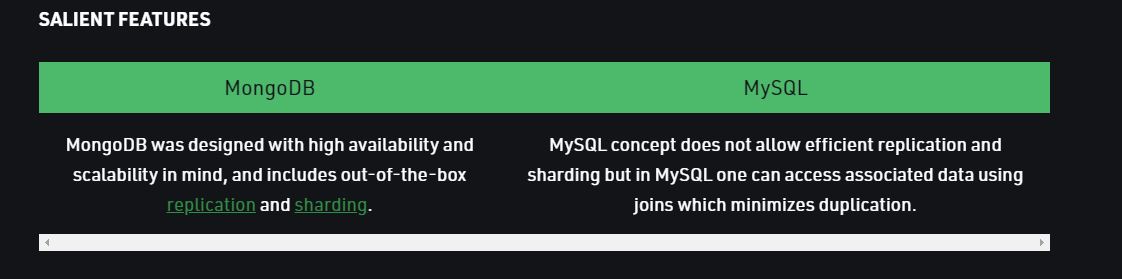 SALIENT FEATURES
MongoDB
MySQL
MongoDB was designed with high availability and
scalability in mind, and includes out-of-the-box
replication and sharding.
MySQL concept does not allow efficient replication and
sharding but in MySQL one can access associated data using
joins which minimizes duplication.